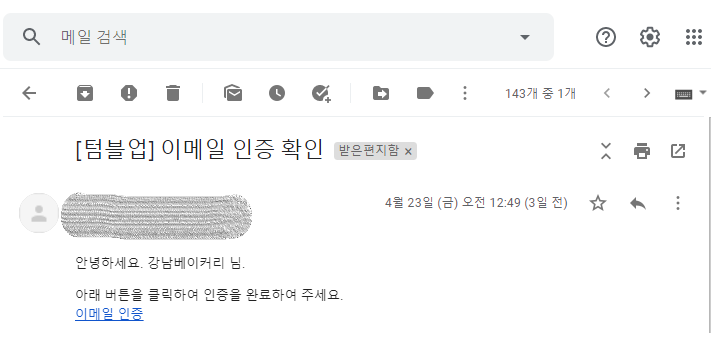 메일 검색
143개 중 1개
[텀블업] 이메일 인증 확인 받은편지함 ×
4월 23일 (금) 오전 12:49 (3일 전)
안녕하세요. 강남베이커리 님.
아래 버튼을 클릭하여 인증을 완료하여 주세요.
이메일 인증